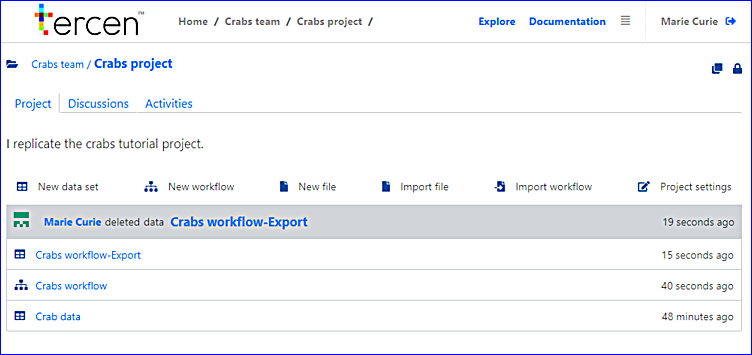 tercen™ Home / Crabs team / Crabs project / Explore Documentation Marie Curie
Crabs team / Crabs project
Project Discussions Activities
I replicate the crabs tutorial project.
New data set New workflow New file Import file Import workflow Project settings
Marie Curie deleted data Crabs workflow-Export 19 seconds ago
Crabs workflow-Export 15 seconds ago
Crabs workflow 40 seconds ago
Crab data 48 minutes ago